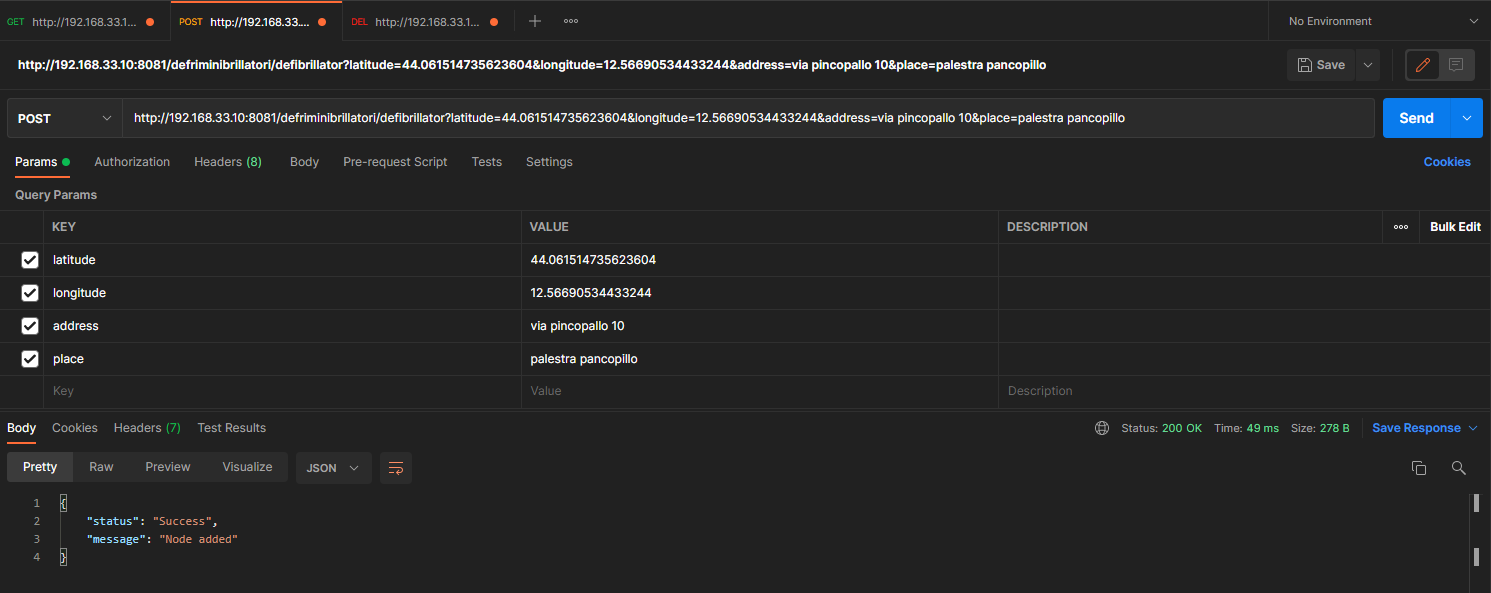 GET http://192.168.33.1... POST http://192.168.33.... DEL http://192.168.33.1... No Environment
http://192.168.33.10:8081/defriminibrillatori/defibrillator?latitude=44.061514735623604&longitude=12.56690534433244&address=via pincopallo 10&place=palestra pancopillo Save
POST http://192.168.33.10:8081/defriminibrillatori/defibrillator?latitude=44.061514735623604&longitude=12.56690534433244&address=via pincopallo 10&place=palestra pancopillo Send
Params Authorization Headers (8) Body Pre-request Script Tests Settings Cookies
Query Params
KEY VALUE DESCRIPTION Bulk Edit
latitude 44.061514735623604
longitude 12.56690534433244
address via pincopallo 10
place palestra pancopillo
Key Value Description
Body Cookies Headers (7) Test Results Status: 200 OK Time: 49 ms Size: 278 B Save Response
Pretty Raw Preview Visualize JSON
1 {
2 "status": "Success",
3 "message": "Node added"
4 }